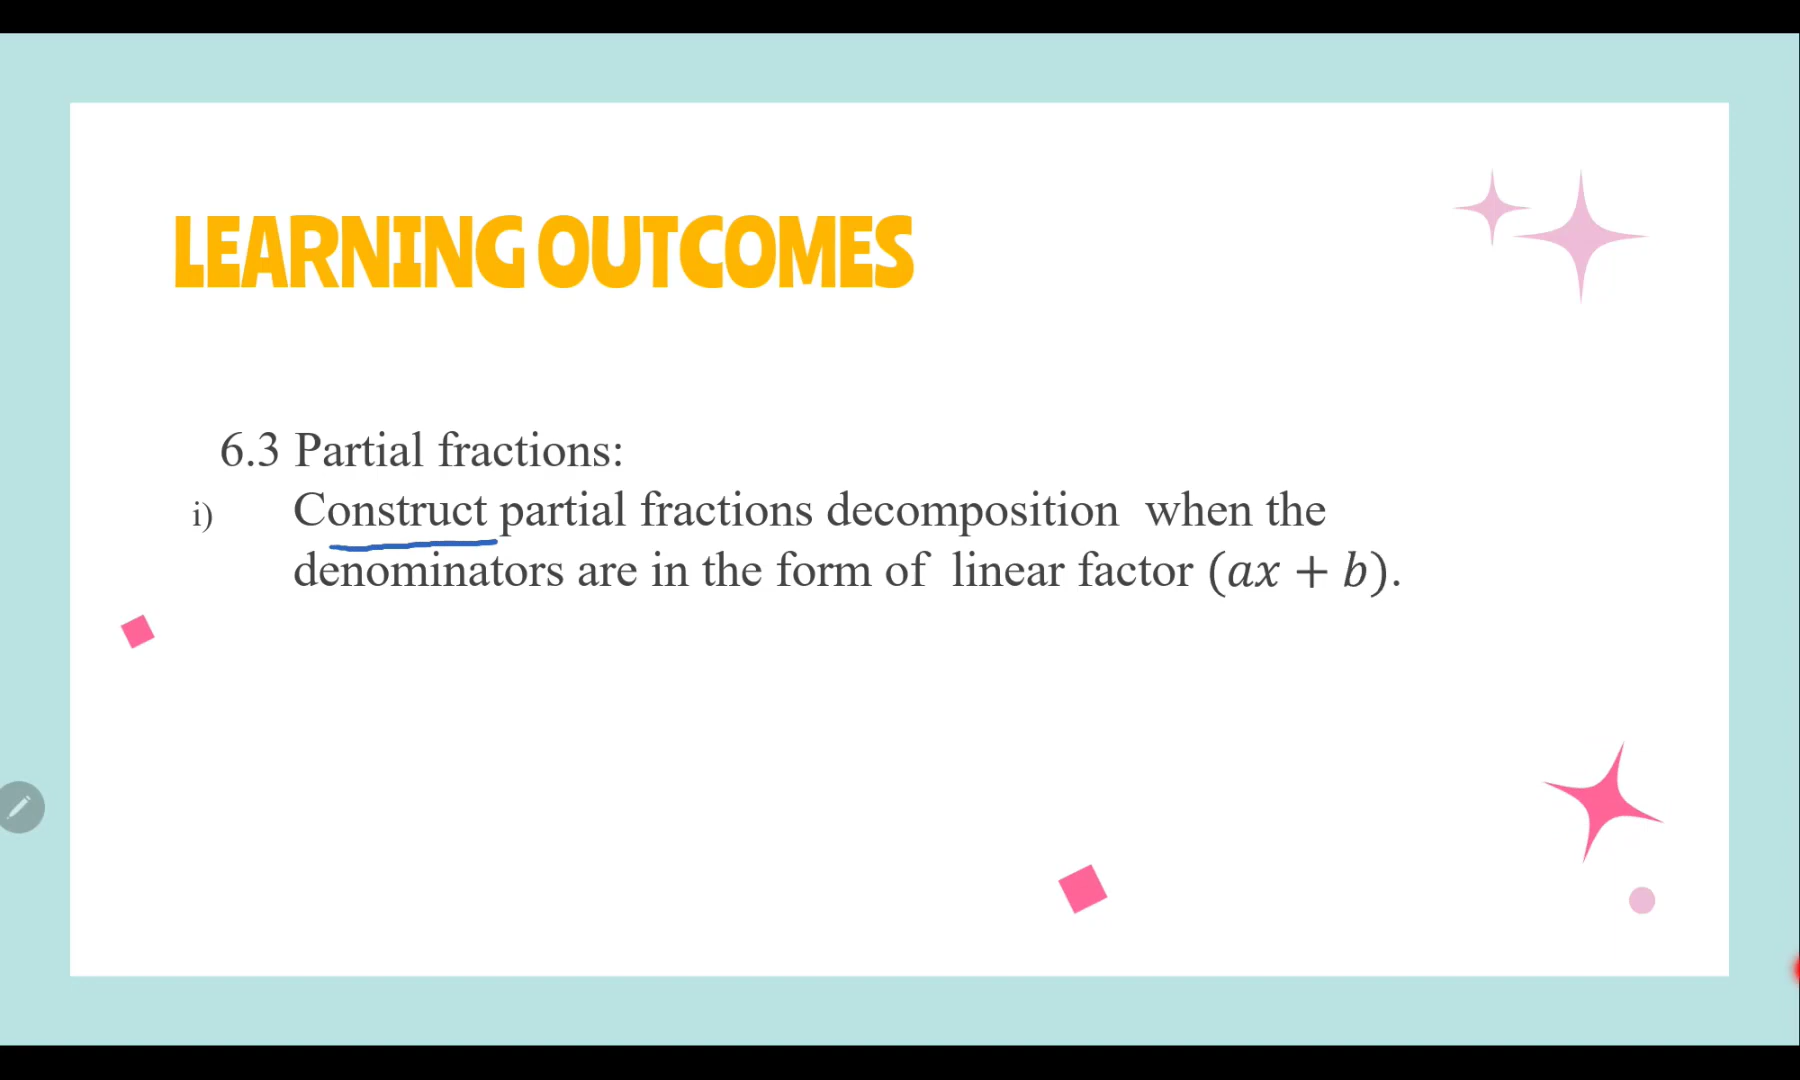 LEARNING OUTCOMES
6.3 Partial fractions:
i) Construct partial fractions decomposition when the
denominators are in the form of linear factor (𝑎𝑥 + 𝑏).